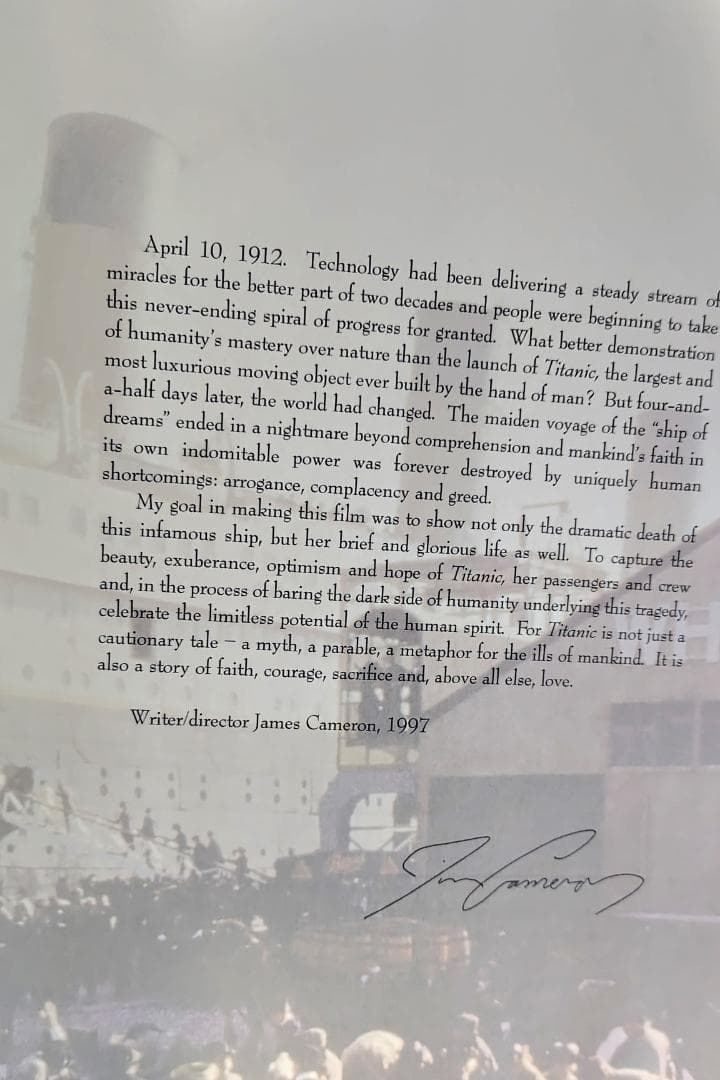 April 10, 1912. Technology had been delivering a steady stream of
miracles for the better part of two decades and people were beginning to take
this never-ending spiral of progress for granted. What better demonstration
of humanity's mastery over nature than the launch of Titanic, the largest and
most luxurious moving object ever built by the hand of man? But four-and-
a-half days later, the world had changed. The maiden voyage of the "ship of
dreams" ended in a nightmare beyond comprehension and mankind's faith in
its own indomitable power was forever destroyed by uniquely human
shortcomings: arrogance, complacency and greed.
My goal in making this film was to show not only the dramatic death of
this infamous ship, but her brief and glorious life as well. To capture the
beauty, exuberance, optimism and hope of Titanic, her passengers and crew
and, in the process of baring the dark side of humanity underlying this tragedy,
celebrate the limitless potential of the human spirit. For Titanic is not just a
cautionary tale – a myth, a parable, a metaphor for the ills of mankind. It is
also a story of faith, courage, sacrifice and, above all else, love.
Writer/director James Cameron, 1997
Jim Cameron